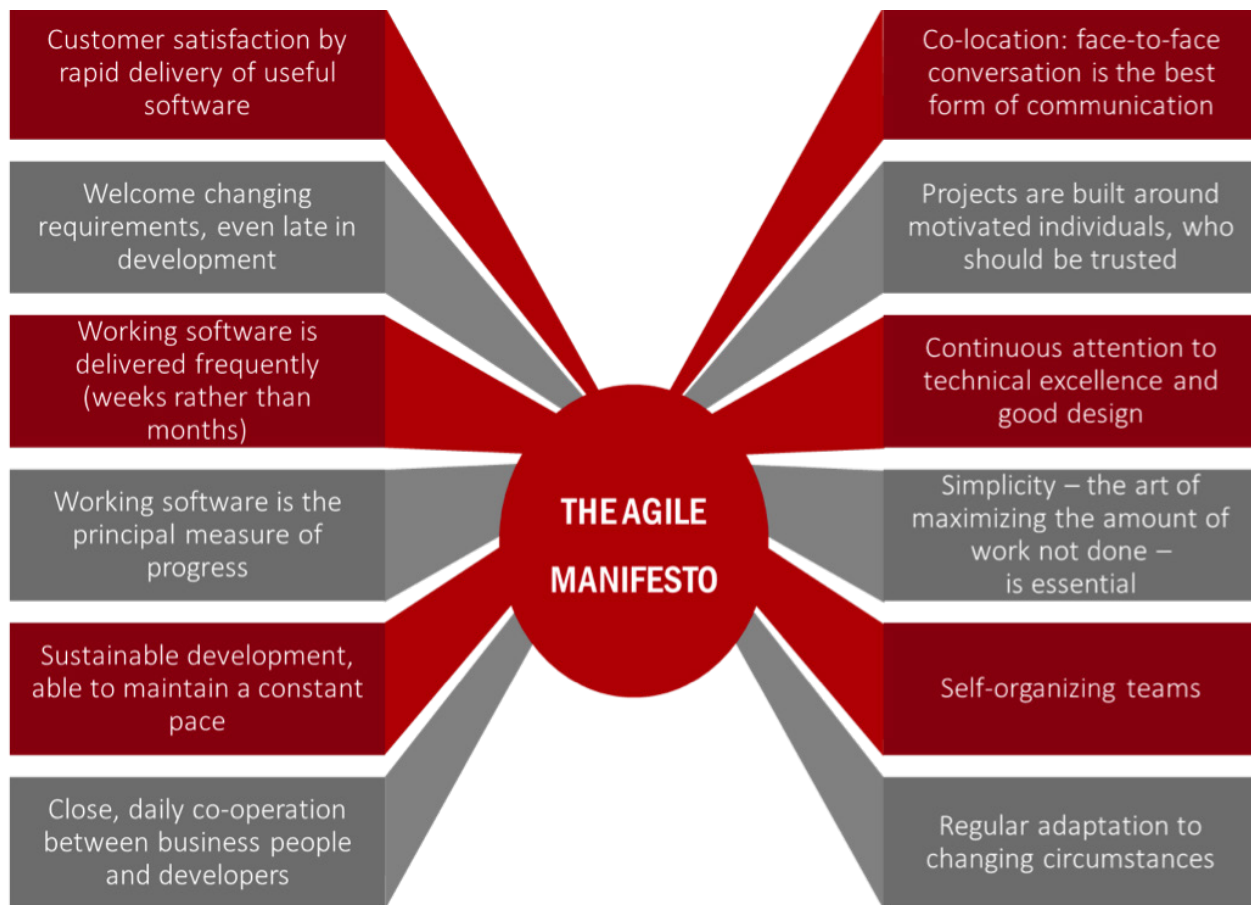 Customer satisfaction by
rapid delivery of useful
software
Welcome changing
requirements, even late in
development
Working software is
delivered frequently
(weeks rather than
months)
Working software is the
principal measure of
progress
Sustainable development,
able to maintain a constant
pace
Close, daily co-operation
between business people
and developers
THE AGILE
MANIFESTO
Co-location: face-to-face
conversation is the best
form of communication
Projects are built around
motivated individuals, who
should be trusted
Continuous attention to
technical excellence and
good design
Simplicity – the art of
maximizing the amount of
work not done –
is essential
Self-organizing teams
Regular adaptation to
changing circumstances